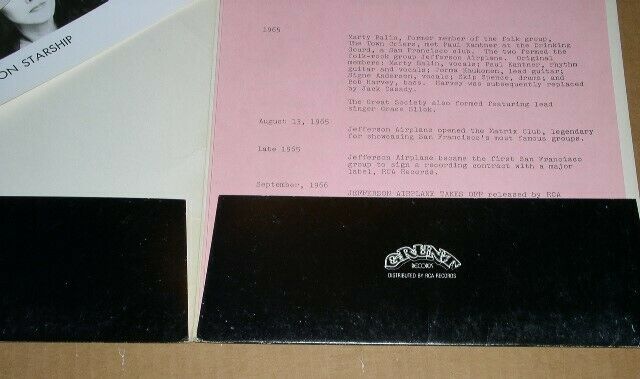 ON STARSHIP
1965
Marty Balin, former member of the folk group,
The Town Criers, met Paul Kantner at the Drinking
Gourd, a San Francisco club. The two formed the
folk-rock group Jefferson Airplane. Original
members: Marty Balin, vocals; Paul Kantner, rhythm
guitar and vocals; Jorma Kaukonen, lead guitar;
Signe Anderson, vocals; Skip Spence, drums; and
Bob Harvey, bass. Harvey was subsequently replaced
by Jack Casady.
The Great Society also formed featuring lead
singer Grace Slick.
August 13, 1965
Jefferson Airplane opened the Matrix Club, legendary
for showcasing San Francisco's most famous groups.
Late 1965
Jefferson Airplane became the first San Francisco
group to sign a recording contract with a major
label, RCA Records.
September, 1966
JEFFERSON AIRPLANE TAKES OFF released by RCA
GRUNT
RECORDS
DISTRIBUTED BY RCA RECORDS